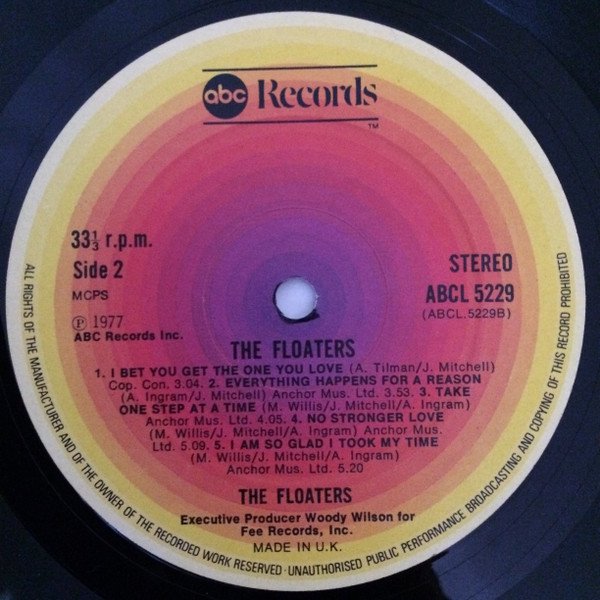 abc Records
TM
33⅓ r.p.m.
Side 2
MCPS
Ⓟ 1977
ABC Records Inc.
STEREO
ABCL 5229
(ABCL.5229B)
THE FLOATERS
1. I BET YOU GET THE ONE YOU LOVE (A. Tilman/J. Mitchell)
Cop. Con. 3.04. 2. EVERYTHING HAPPENS FOR A REASON
(A. Ingram/J. Mitchell) Anchor Mus. Ltd. 3.53. 3. TAKE
ONE STEP AT A TIME (M. Willis/J. Mitchell/A. Ingram)
Anchor Mus. Ltd. 4.05. 4. NO STRONGER LOVE
(M. Willis/J. Mitchell/A. Ingram) Anchor Mus.
Ltd. 5.09. 5. I AM SO GLAD I TOOK MY TIME
(M. Willis/J. Mitchell/A. Ingram)
Anchor Mus. Ltd. 5.20
THE FLOATERS
Executive Producer Woody Wilson for
Fee Records, Inc.
MADE IN U.K.
ALL RIGHTS OF THE MANUFACTURER AND OF THE OWNER OF THE RECORDED WORK RESERVED · UNAUTHORISED PUBLIC PERFORMANCE BROADCASTING AND COPYING OF THIS RECORD PROHIBITED